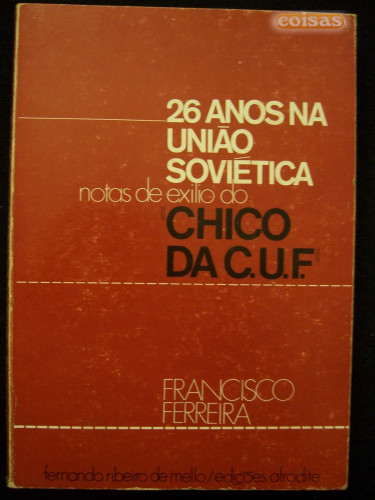 coisas
26 ANOS NA
UNIÃO
SOVIÉTICA
notas de exílio do
"CHICO
DA C.U.F."
FRANCISCO
FERREIRA
fernando ribeiro de mello/edições afrodite